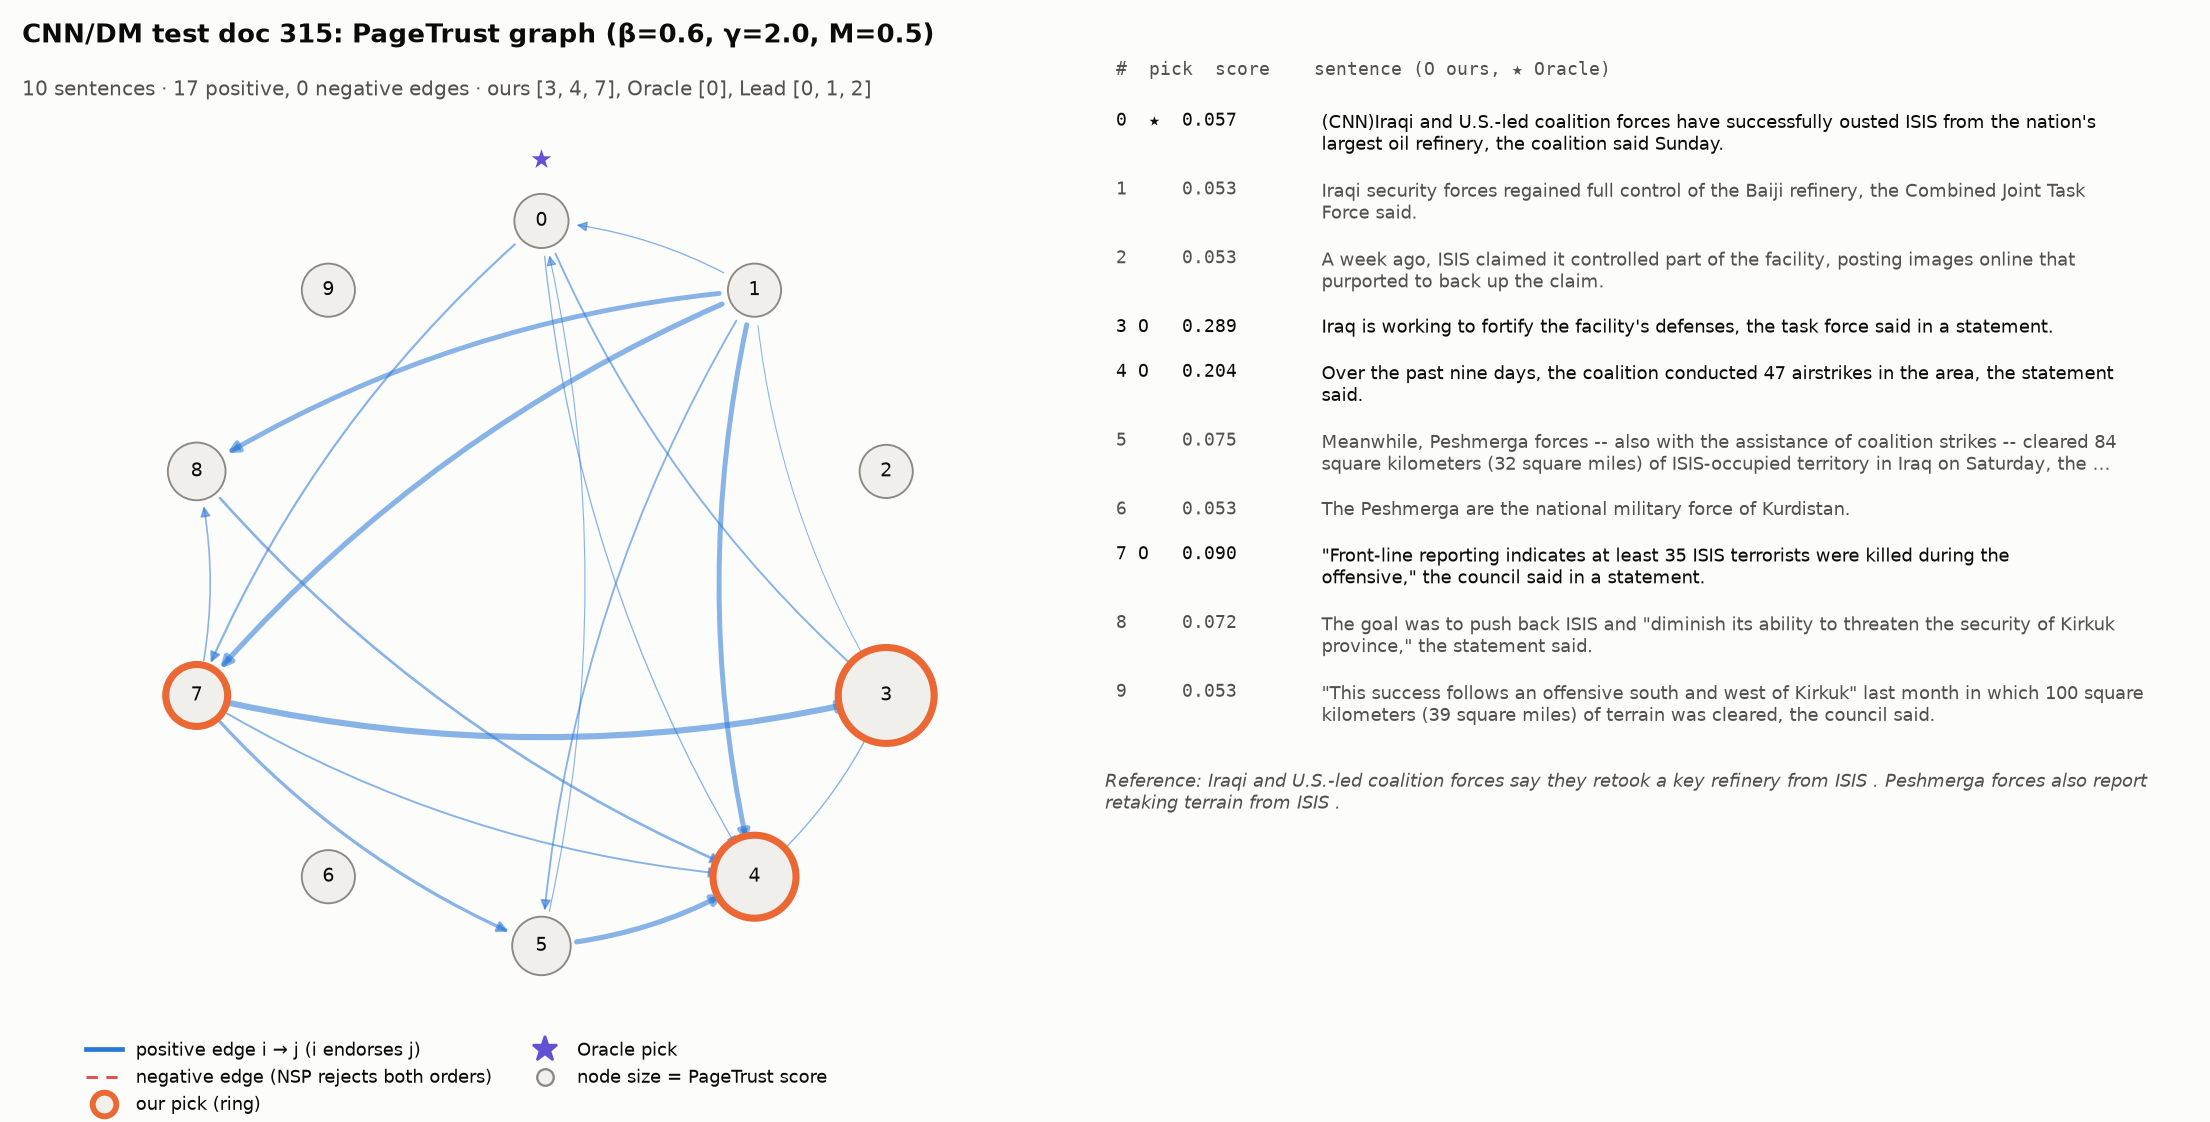 CNN/DM test doc 315: PageTrust graph (β=0.6, γ=2.0, M=0.5)
10 sentences · 17 positive, 0 negative edges · ours [3, 4, 7], Oracle [0], Lead [0, 1, 2]
0
1
2
3
4
5
6
7
8
9
positive edge i → j (i endorses j)
negative edge (NSP rejects both orders)
our pick (ring)
Oracle pick
node size = PageTrust score
# pick score sentence (O ours, ★ Oracle)
0 ★ 0.057 (CNN)Iraqi and U.S.-led coalition forces have successfully ousted ISIS from the nation's
largest oil refinery, the coalition said Sunday.
1 0.053 Iraqi security forces regained full control of the Baiji refinery, the Combined Joint Task
Force said.
2 0.053 A week ago, ISIS claimed it controlled part of the facility, posting images online that
purported to back up the claim.
3 O 0.289 Iraq is working to fortify the facility's defenses, the task force said in a statement.
4 O 0.204 Over the past nine days, the coalition conducted 47 airstrikes in the area, the statement
said.
5 0.075 Meanwhile, Peshmerga forces -- also with the assistance of coalition strikes -- cleared 84
square kilometers (32 square miles) of ISIS-occupied territory in Iraq on Saturday, the ...
6 0.053 The Peshmerga are the national military force of Kurdistan.
7 O 0.090 "Front-line reporting indicates at least 35 ISIS terrorists were killed during the
offensive," the council said in a statement.
8 0.072 The goal was to push back ISIS and "diminish its ability to threaten the security of Kirkuk
province," the statement said.
9 0.053 "This success follows an offensive south and west of Kirkuk" last month in which 100 square
kilometers (39 square miles) of terrain was cleared, the council said.
Reference: Iraqi and U.S.-led coalition forces say they retook a key refinery from ISIS . Peshmerga forces also report
retaking terrain from ISIS .